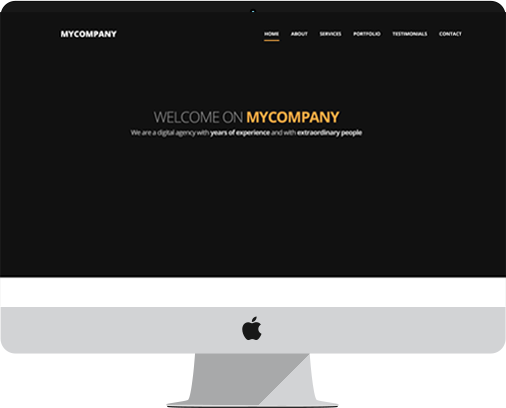 MYCOMPANY
HOME ABOUT SERVICES PORTFOLIO TESTIMONIALS CONTACT
WELCOME ON MYCOMPANY
We are a digital agency with years of experience and with extraordinary people